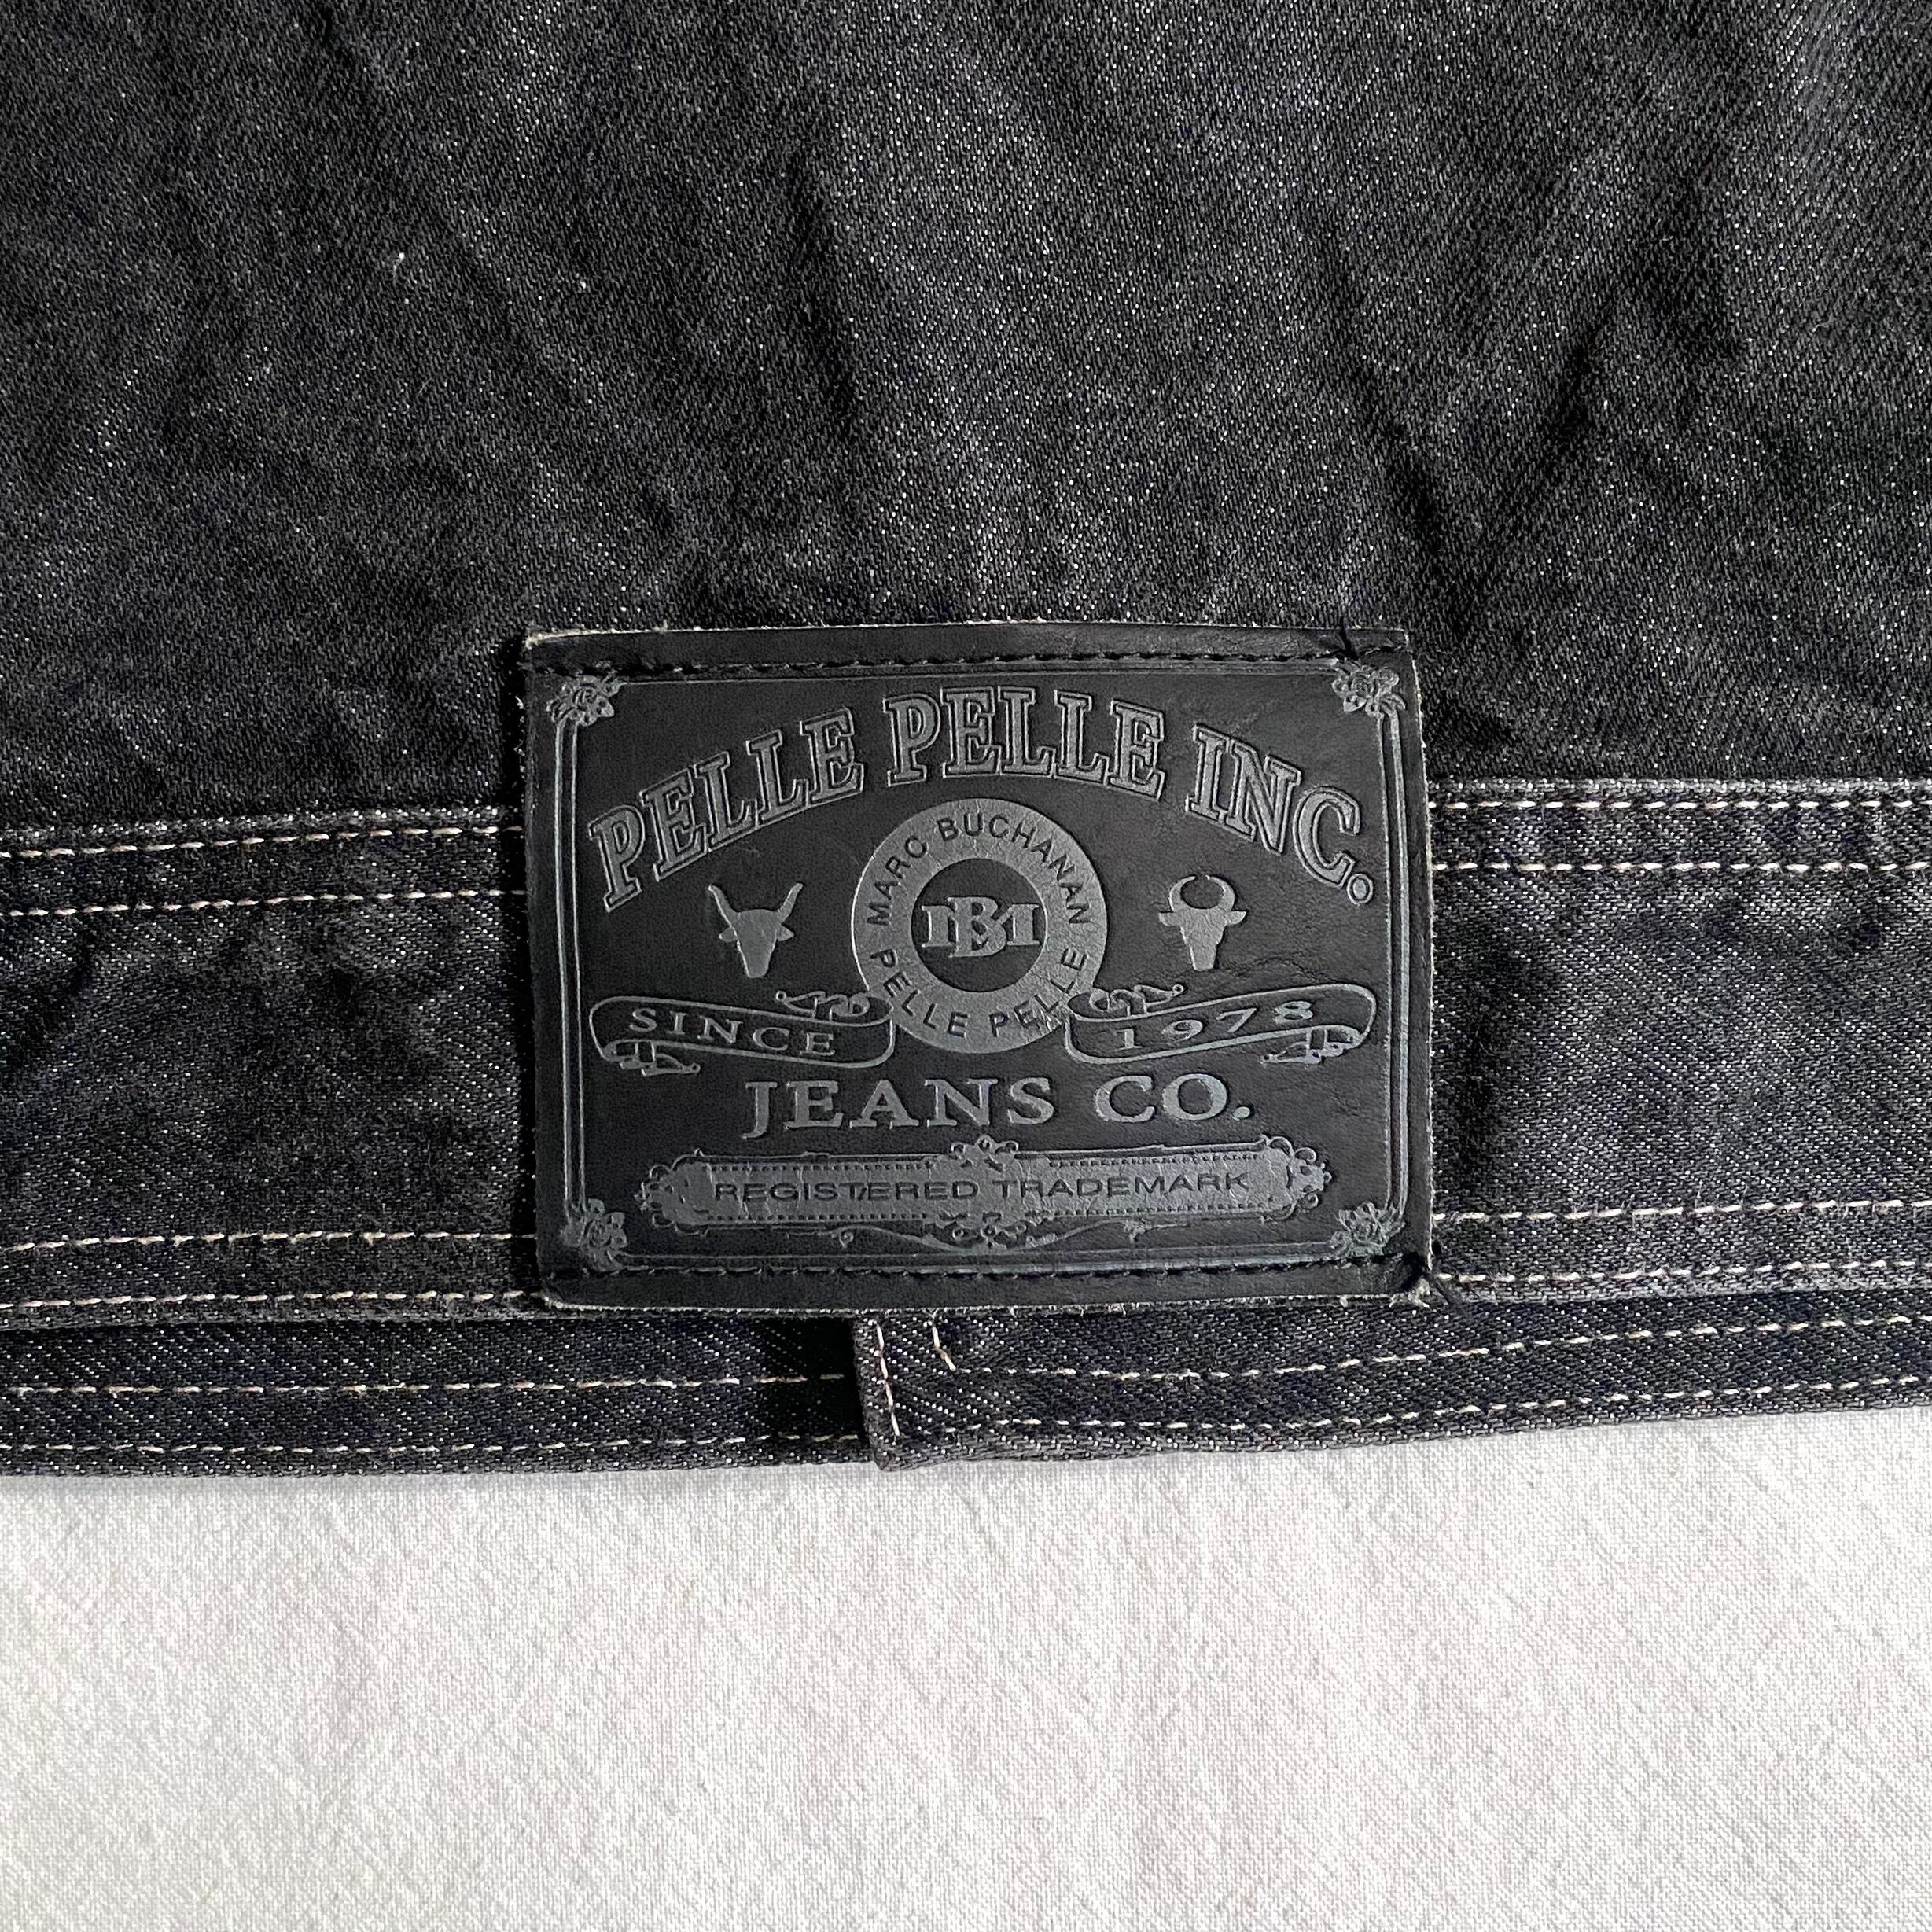 PELLE PELLE INC.
MARC BUCHANAN
MB
PELLE PELLE
SINCE 1978
JEANS CO.
REGISTERED TRADEMARK